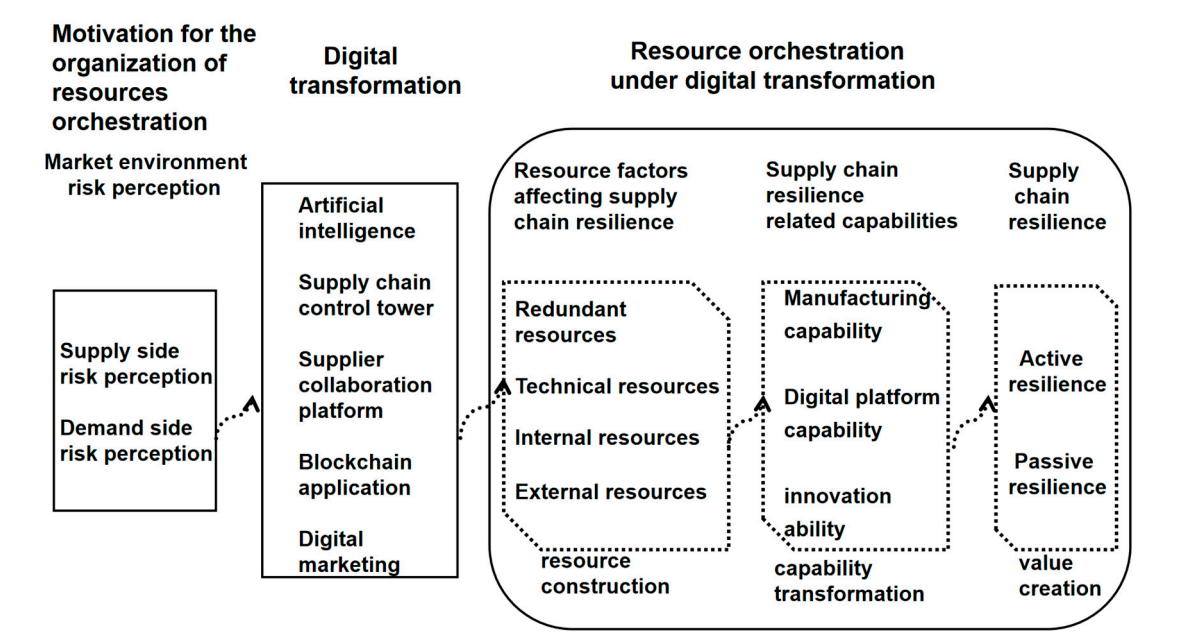 Motivation for the
organization of
resources
orchestration
Market environment
risk perception
Supply side
risk perception
Demand side
risk perception
Digital
transformation
Artificial
intelligence
Supply chain
control tower
Supplier
collaboration
platform
Blockchain
application
Digital
marketing
Resource orchestration
under digital transformation
Resource factors
affecting supply
chain resilience
Redundant
resources
Technical resources
Internal resources
External resources
resource
construction
Supply chain
resilience
related capabilities
Manufacturing
capability
Digital platform
capability
innovation
ability
capability
transformation
Supply
chain
resilience
Active
resilience
Passive
resilience
value
creation